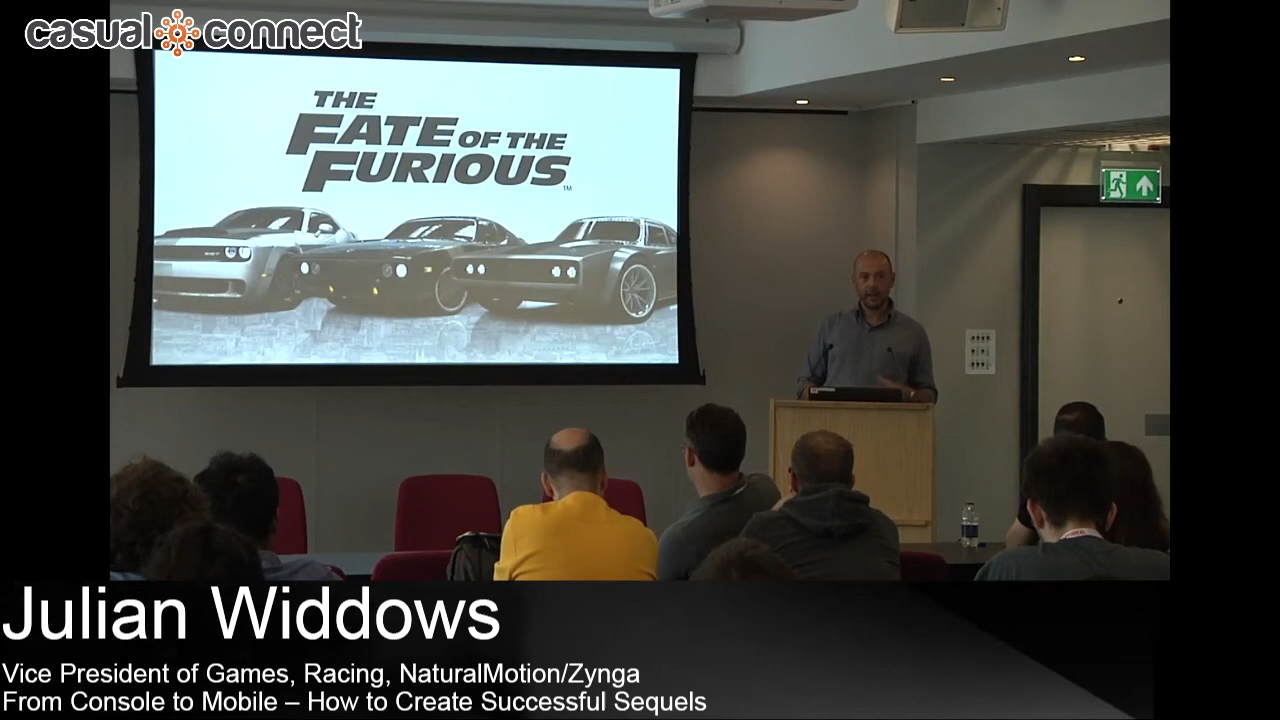 casual connect
THE
FATE OF THE
FURIOUS™
Julian Widdows
Vice President of Games, Racing, NaturalMotion/Zynga
From Console to Mobile – How to Create Successful Sequels